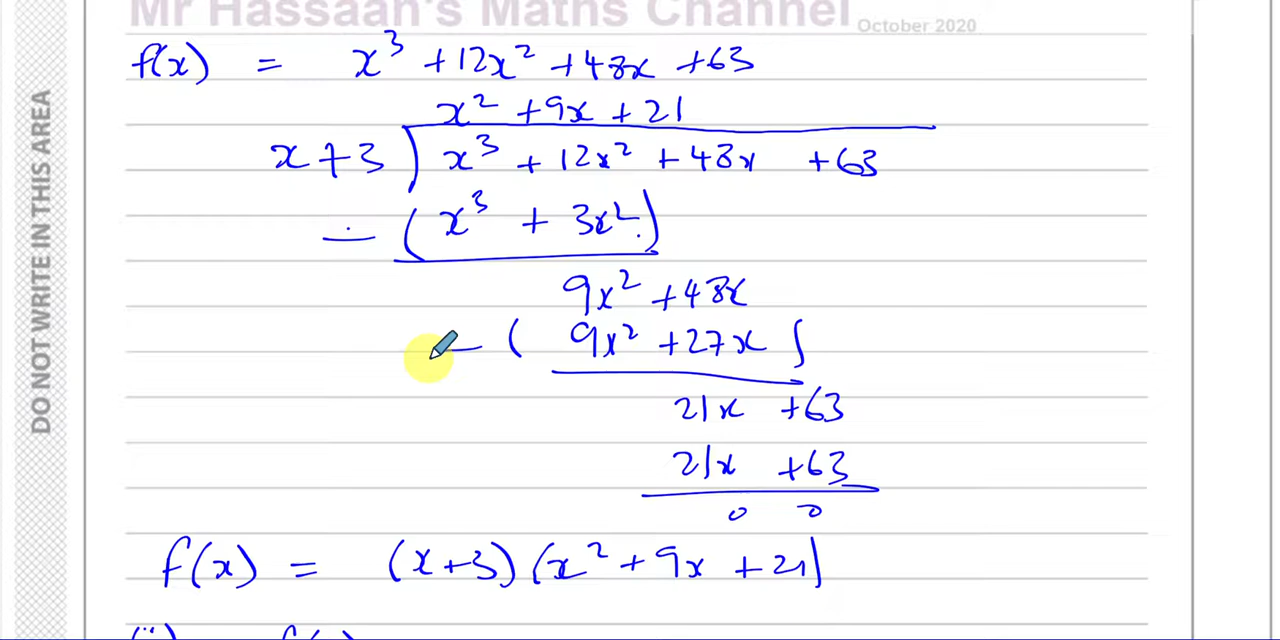 Mr Hassaan's Maths Channel
October 2020
DO NOT WRITE IN THIS AREA
f(x) = x³ + 12x² + 48x + 63
x² + 9x + 21
x + 3 ) x³ + 12x² + 48x + 63
- ( x³ + 3x² )
9x² + 48x
- ( 9x² + 27x )
21x + 63
21x + 63
0 0
f(x) = (x+3) (x² + 9x + 21)